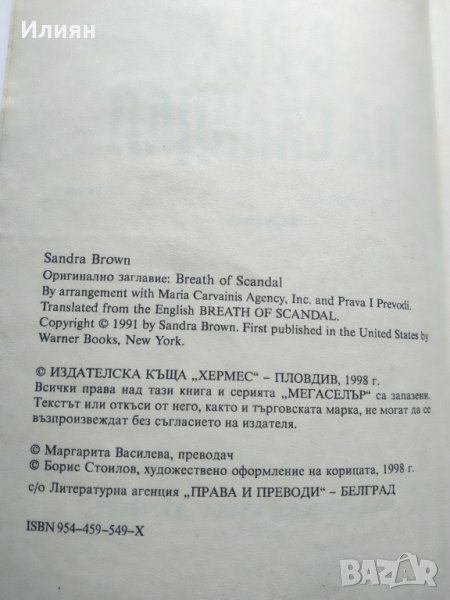 Илиян
Sandra Brown
Оригинално заглавие: Breath of Scandal
By arrangement with Maria Carvainis Agency, Inc. and Prava I Prevodi.
Translated from the English BREATH OF SCANDAL.
Copyright © 1991 by Sandra Brown. First published in the United States by
Warner Books, New York.
© ИЗДАТЕЛСКА КЪЩА „ХЕРМЕС“ – ПЛОВДИВ, 1998 г.
Всички права над тази книга и серията „МЕГАСЕЛЪР“ са запазени.
Текстът или откъси от него, както и търговската марка, не могат да се
възпроизвеждат без съгласието на издателя.
© Маргарита Василева, преводач
© Борис Стоилов, художествено оформление на корицата, 1998 г.
c/o Литературна агенция „ПРАВА И ПРЕВОДИ“ – БЕЛГРАД
ISBN 954–459–549–X
BAZAR